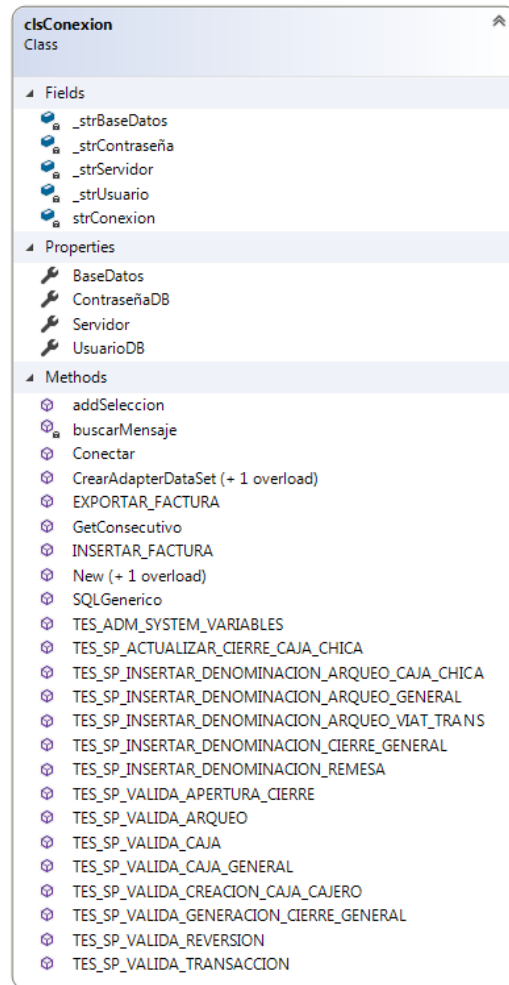 clsConexion
Class
Fields
_strBaseDatos
_strContraseña
_strServidor
_strUsuario
strConexion
Properties
BaseDatos
ContraseñaDB
Servidor
UsuarioDB
Methods
addSeleccion
buscarMensaje
Conectar
CrearAdapterDataSet (+ 1 overload)
EXPORTAR_FACTURA
GetConsecutivo
INSERTAR_FACTURA
New (+ 1 overload)
SQLGenerico
TES_ADM_SYSTEM_VARIABLES
TES_SP_ACTUALIZAR_CIERRE_CAJA_CHICA
TES_SP_INSERTAR_DENOMINACION_ARQUEO_CAJA_CHICA
TES_SP_INSERTAR_DENOMINACION_ARQUEO_GENERAL
TES_SP_INSERTAR_DENOMINACION_ARQUEO_VIAT_TRANS
TES_SP_INSERTAR_DENOMINACION_CIERRE_GENERAL
TES_SP_INSERTAR_DENOMINACION_REMESA
TES_SP_VALIDA_APERTURA_CIERRE
TES_SP_VALIDA_ARQUEO
TES_SP_VALIDA_CAJA
TES_SP_VALIDA_CAJA_GENERAL
TES_SP_VALIDA_CREACION_CAJA_CAJERO
TES_SP_VALIDA_GENERACION_CIERRE_GENERAL
TES_SP_VALIDA_REVERSION
TES_SP_VALIDA_TRANSACCION